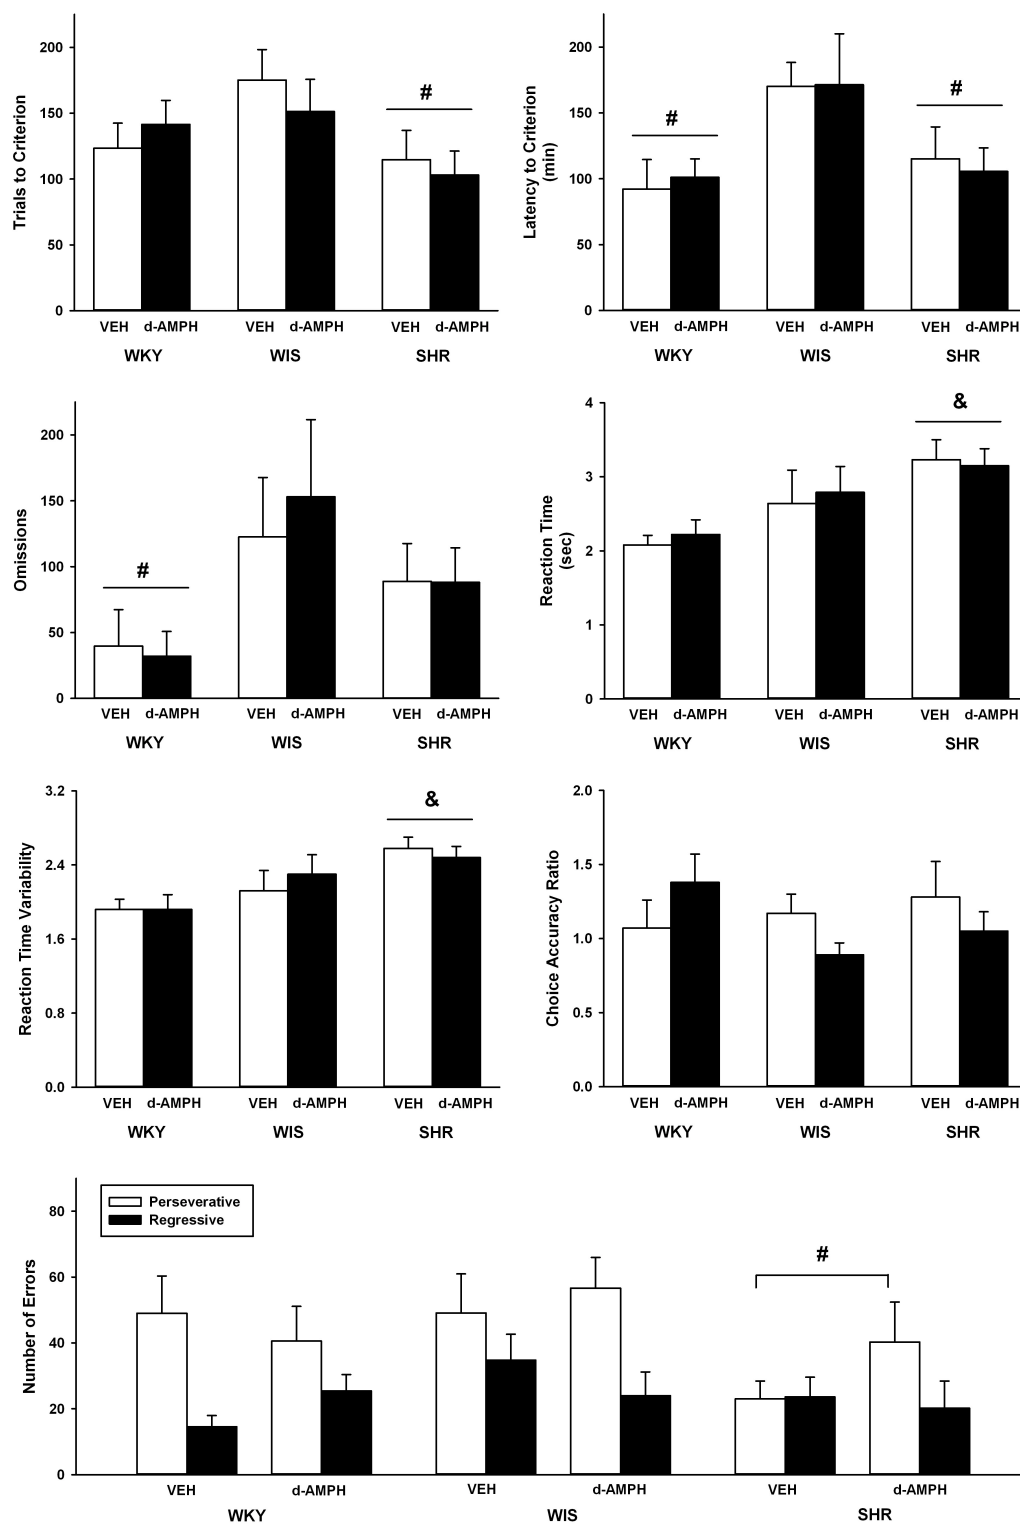 Trials to Criterion
200
150
100
50
0
#
VEH d-AMPH VEH d-AMPH VEH d-AMPH
WKY WIS SHR
Latency to Criterion
(min)
200
150
100
50
0
#
#
VEH d-AMPH VEH d-AMPH VEH d-AMPH
WKY WIS SHR
Omissions
200
150
100
50
0
#
VEH d-AMPH VEH d-AMPH VEH d-AMPH
WKY WIS SHR
Reaction Time
(sec)
4
3
2
1
0
&
VEH d-AMPH VEH d-AMPH VEH d-AMPH
WKY WIS SHR
Reaction Time Variability
3.2
2.4
1.6
0.8
0.0
&
VEH d-AMPH VEH d-AMPH VEH d-AMPH
WKY WIS SHR
Choice Accuracy Ratio
2.0
1.5
1.0
0.5
0.0
VEH d-AMPH VEH d-AMPH VEH d-AMPH
WKY WIS SHR
Number of Errors
80
60
40
20
0
Perseverative
Regressive
#
VEH d-AMPH VEH d-AMPH VEH d-AMPH
WKY WIS SHR